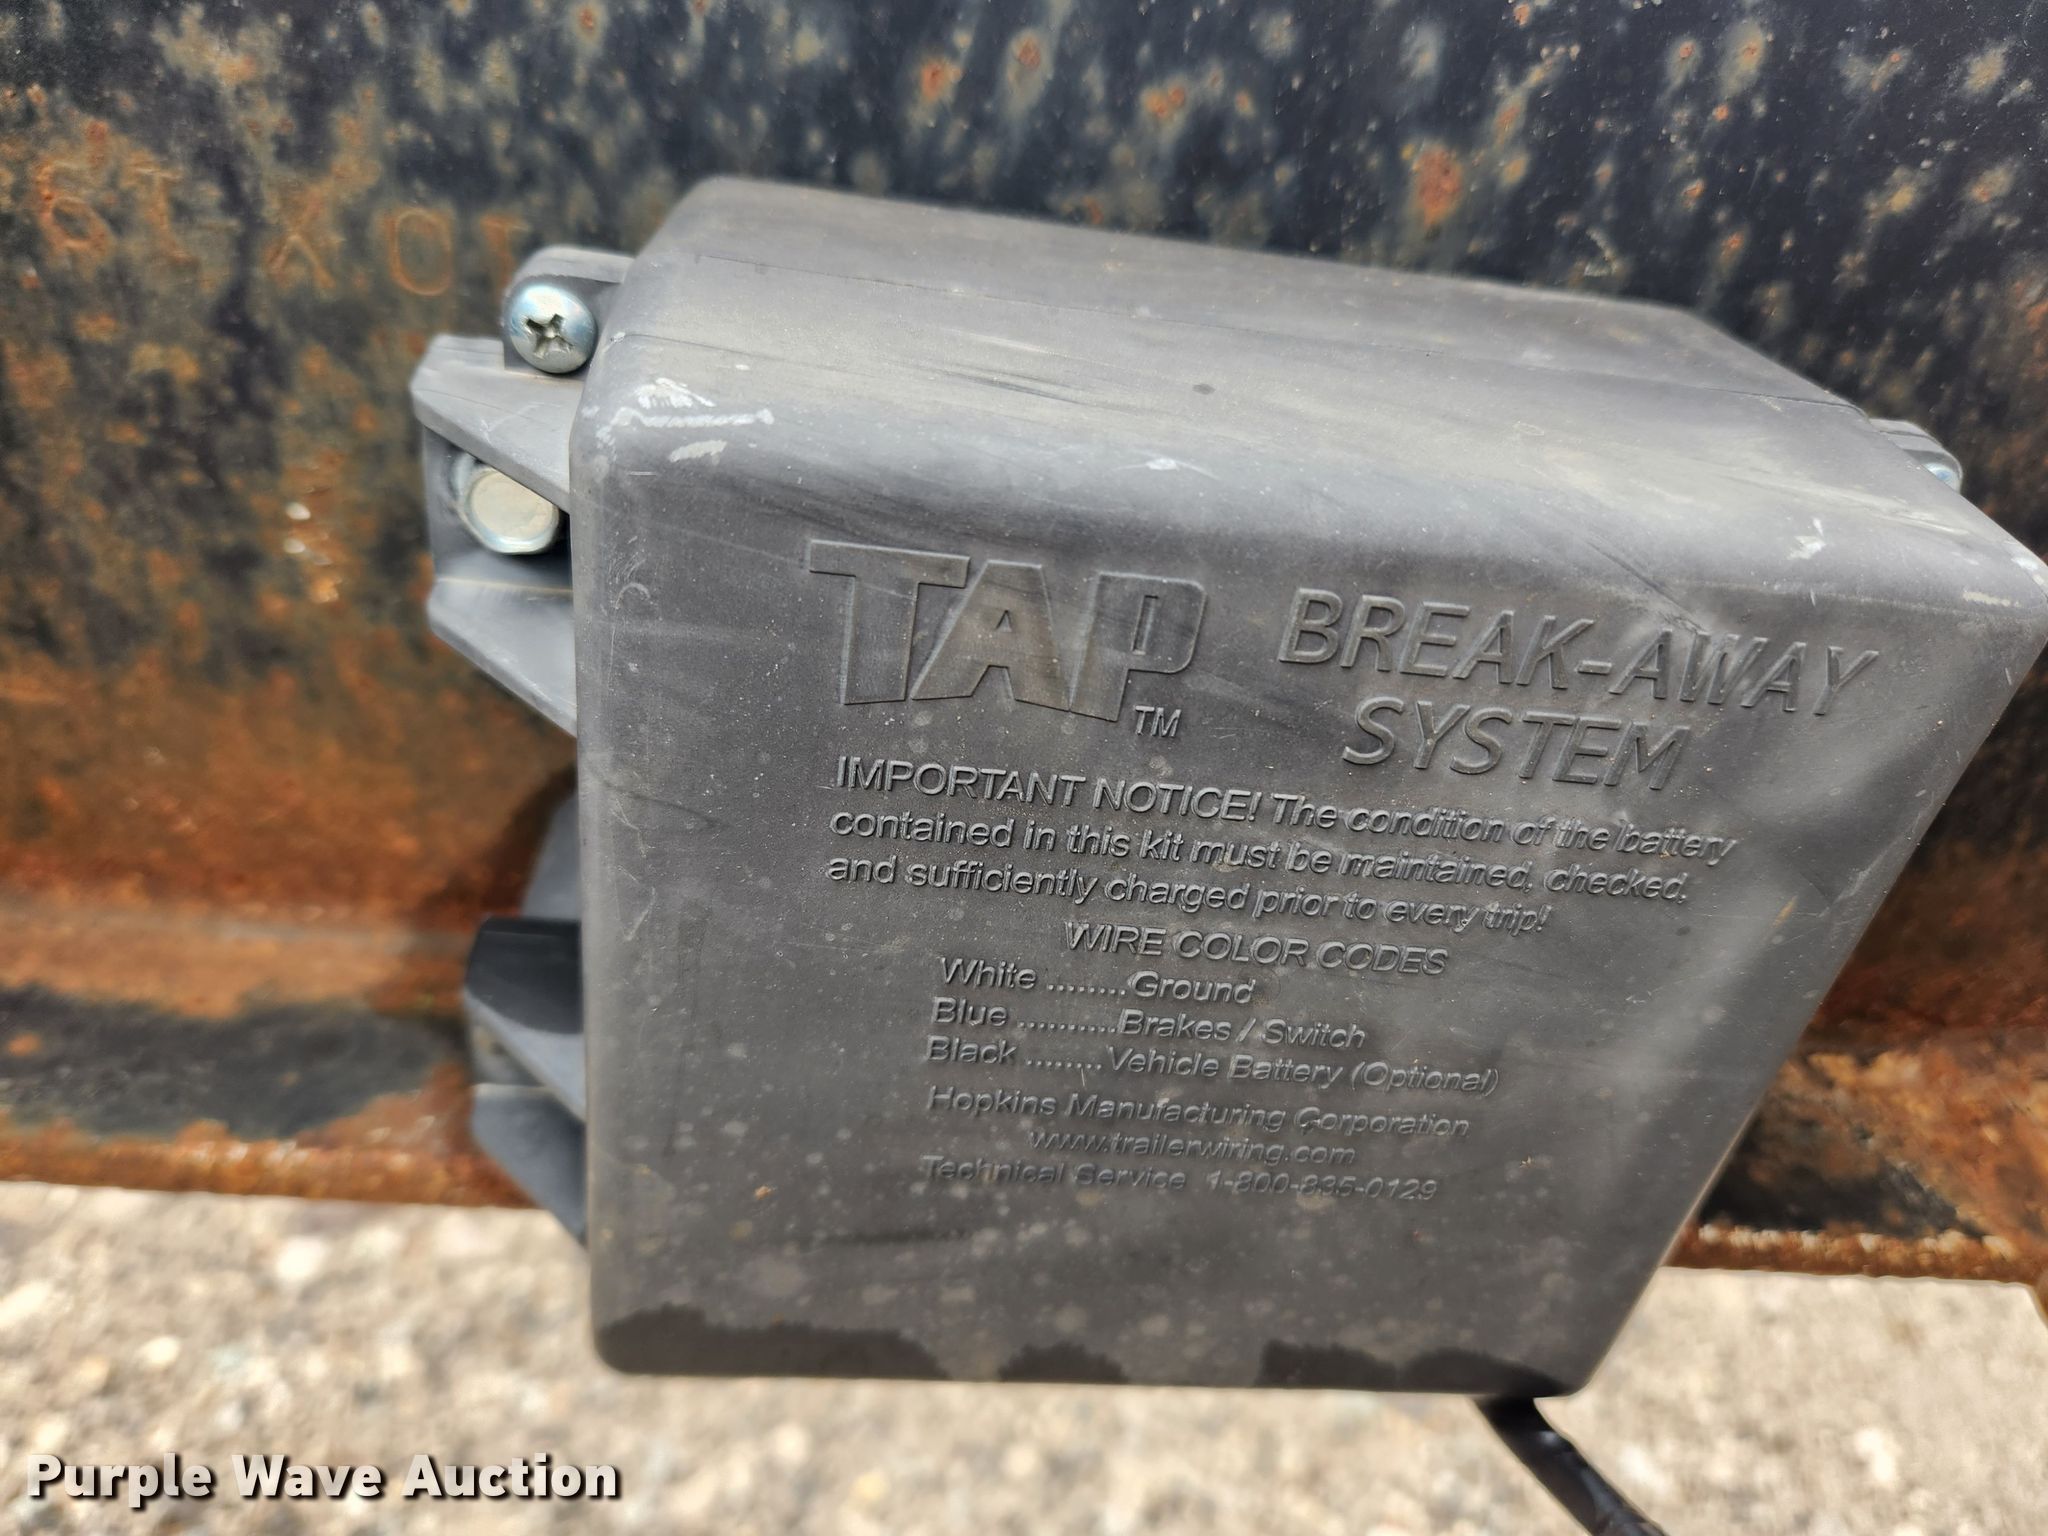 TAP™ BREAK-AWAY
SYSTEM
IMPORTANT NOTICE! The condition of the battery
contained in this kit must be maintained, checked,
and sufficiently charged prior to every trip!
WIRE COLOR CODES
White ........Ground
Blue ..........Brakes / Switch
Black ........Vehicle Battery (Optional)
Hopkins Manufacturing Corporation
www.trailerwiring.com
Technical Service 1-800-835-0129
Purple Wave Auction